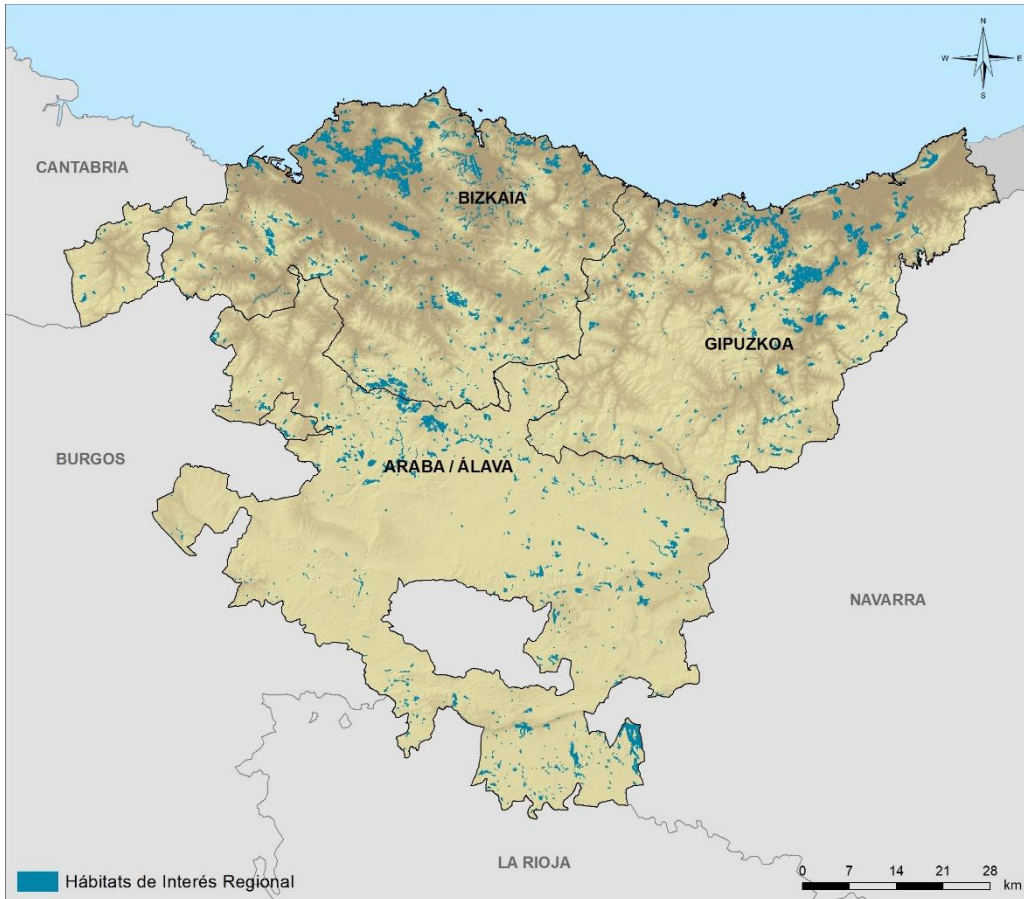 N
W E
S
CANTABRIA
BIZKAIA
GIPUZKOA
BURGOS
ARABA / ÁLAVA
NAVARRA
LA RIOJA
Hábitats de Interés Regional
0 7 14 21 28
km